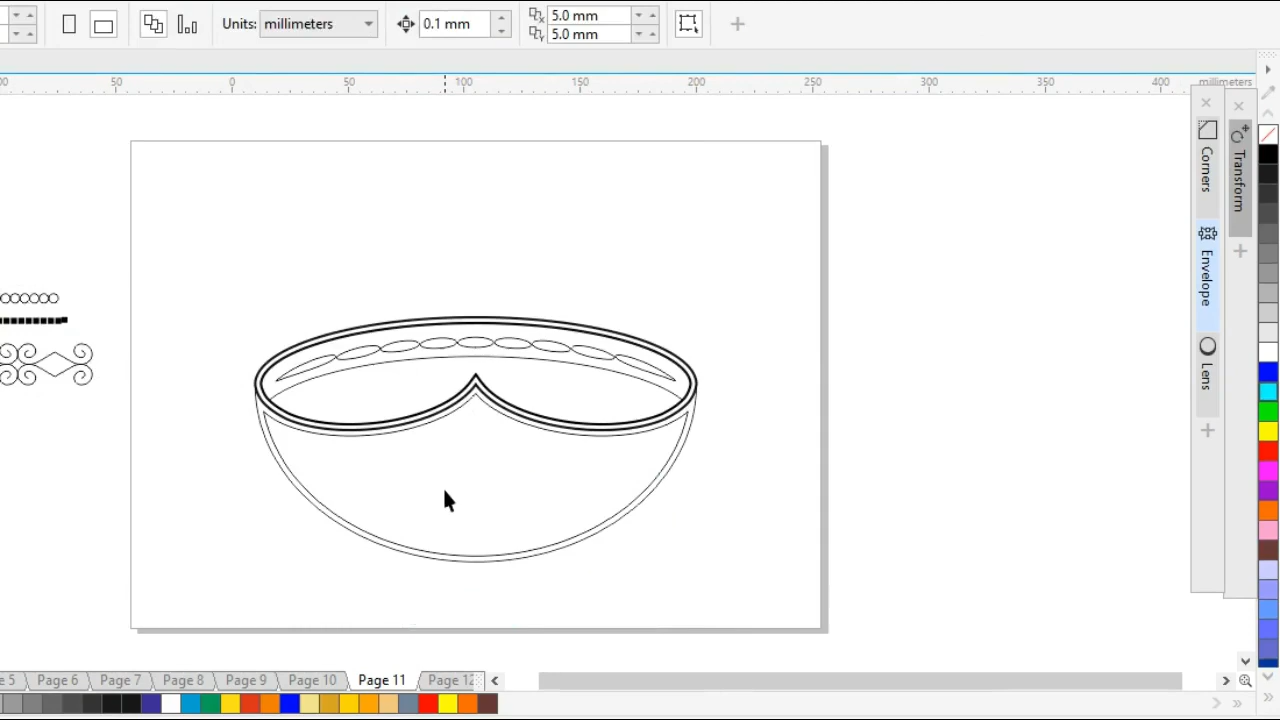 Units: millimeters 0.1 mm 5.0 mm
5.0 mm
50 0 50 100 150 200 250 300 350 400 millimeters
Transform
Corners
Envelope
Lens
Page 6 Page 7 Page 8 Page 9 Page 10 Page 11 Page 12